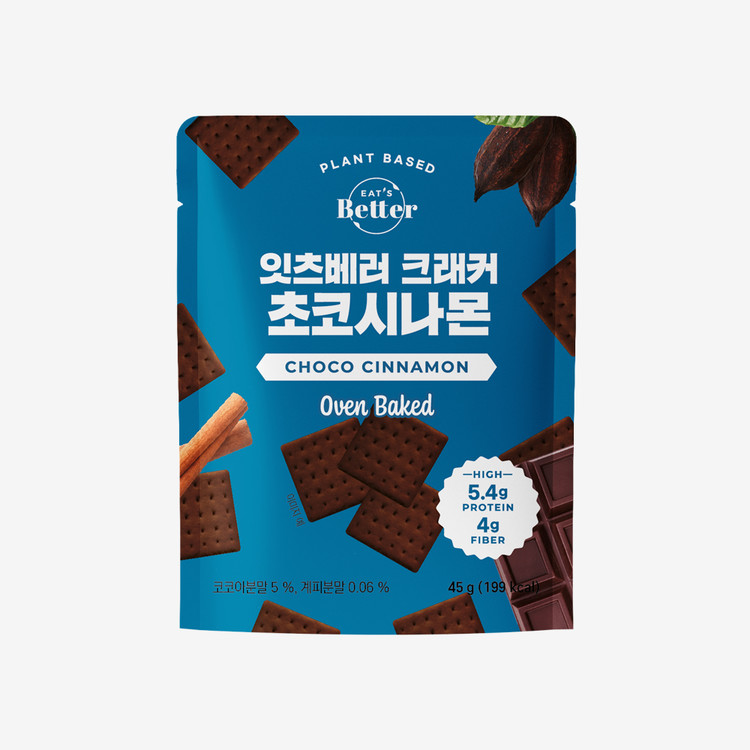 PLANT BASED
EAT'S
Better
잇츠베러 크래커
초코시나몬
CHOCO CINNAMON
Oven Baked
HIGH
5.4g
PROTEIN
4g
FIBER
코코아분말 5 %, 계피분말 0.06 %
45 g (199 kcal)